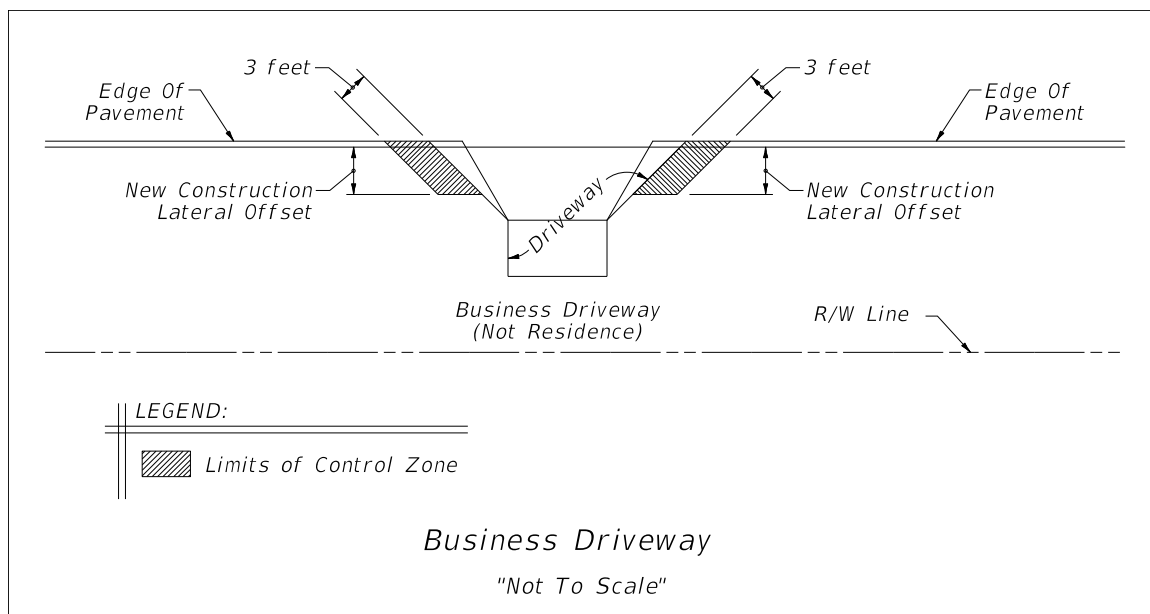 3 feet
3 feet
Edge Of
Pavement
Edge Of
Pavement
New Construction
Lateral Offset
Driveway
New Construction
Lateral Offset
Business Driveway
(Not Residence)
R/W Line
LEGEND:
Limits of Control Zone
Business Driveway
"Not To Scale"